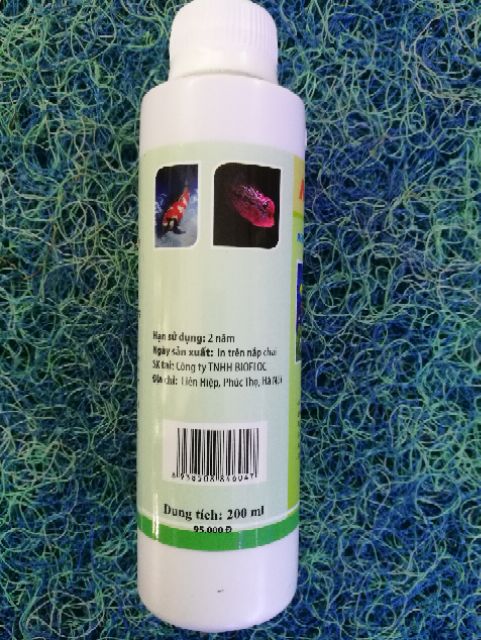 Hạn sử dụng: 2 năm
Ngày sản xuất: In trên nắp chai
SX tại: Công ty TNHH BIOFLOC
Địa chỉ: Liên Hiệp, Phúc Thọ, Hà Nội
Dung tích: 200 ml
95.000 Đ